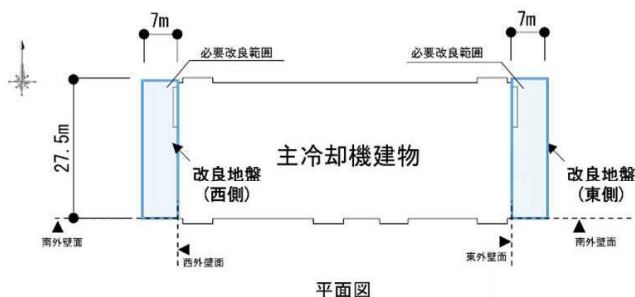 7m
7m
必要改良範囲
必要改良範囲
27.5m
主冷却機建物
改良地盤
(西側)
改良地盤
(東側)
南外壁面
西外壁面
東外壁面
南外壁面
平面図